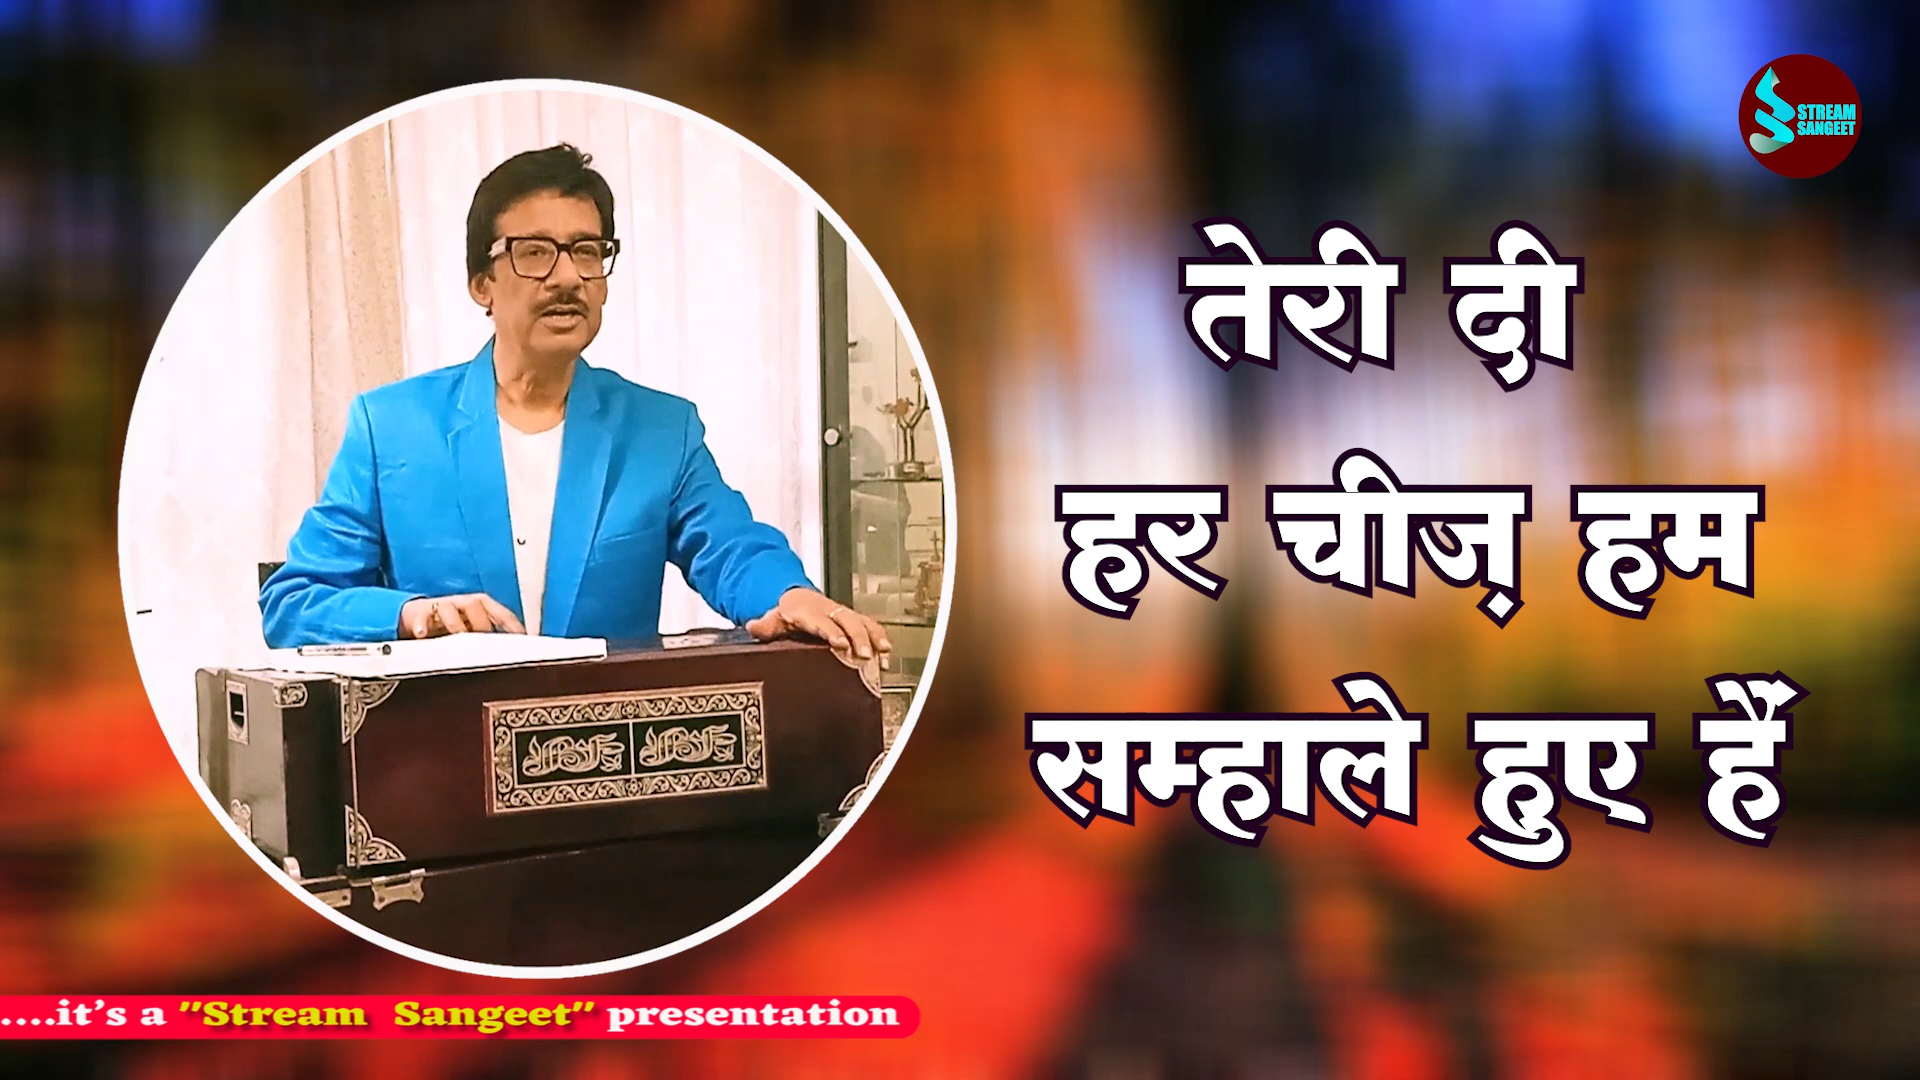 STREAM
SANGEET
तेरी दी
हर चीज़ हम
सम्हाले हुए हैं
....it's a "Stream Sangeet" presentation